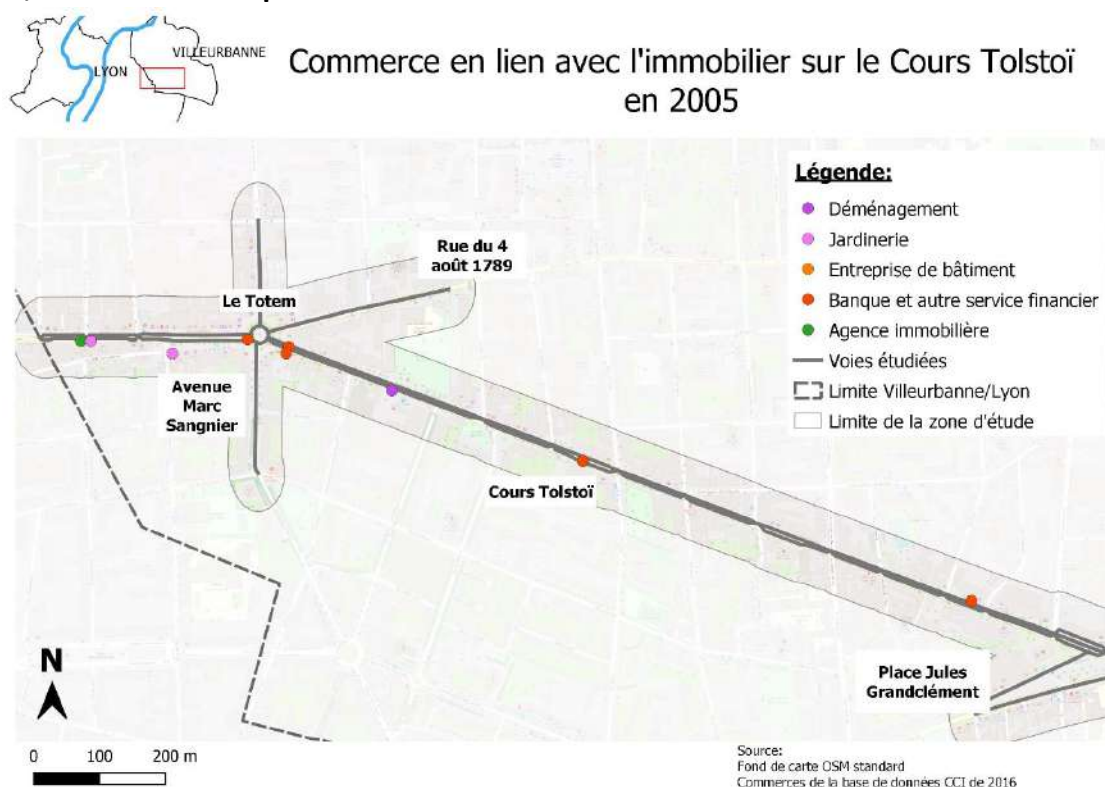 VILLEURBANNE
LYON
Commerce en lien avec l'immobilier sur le Cours Tolstoï
en 2005
Légende:
Déménagement
Jardinerie
Entreprise de bâtiment
Banque et autre service financier
Agence immobilière
Voies étudiées
Limite Villeurbanne/Lyon
Limite de la zone d'étude
Rue du 4
août 1789
Le Totem
Avenue
Marc
Sangnier
Cours Tolstoï
Place Jules
Grandclément
N
0 100 200 m
Source:
Fond de carte OSM standard
Commerces de la base de données CCI de 2016